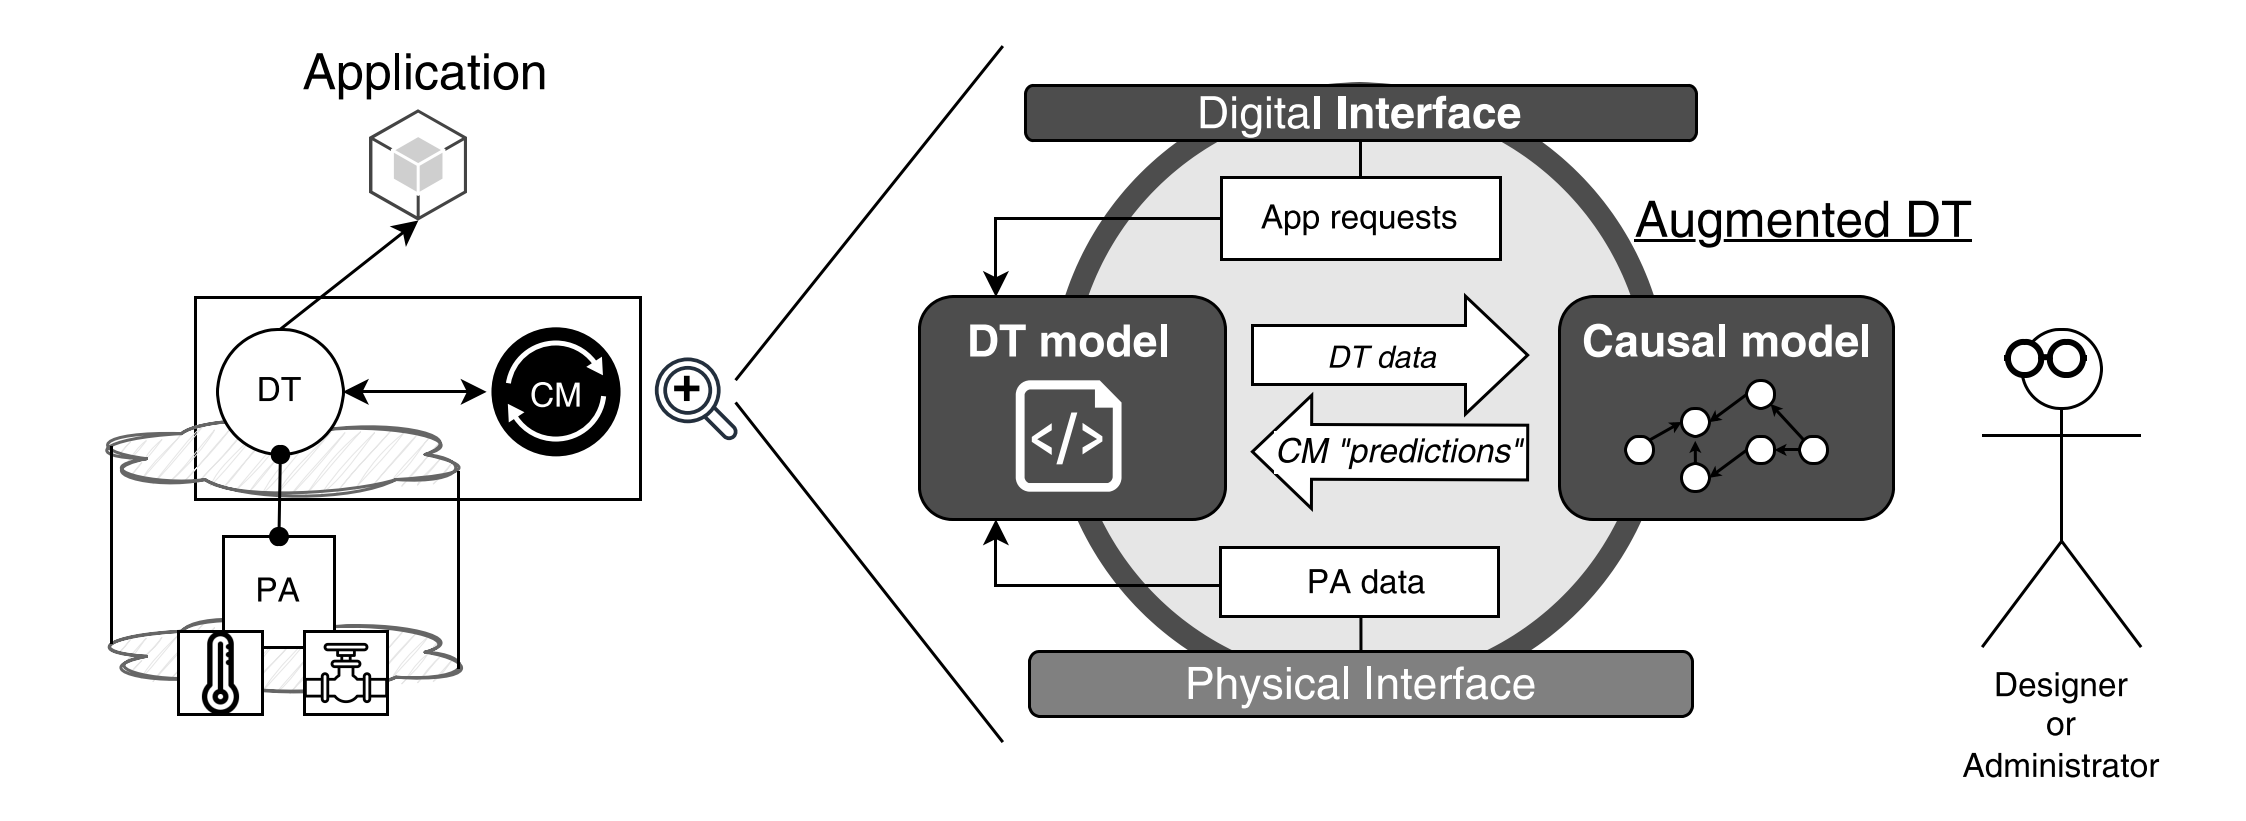 Application
DT
CM
PA
Digital Interface
App requests
Augmented DT
DT model
</>
DT data
CM "predictions"
Causal model
PA data
Physical Interface
Designer
or
Administrator